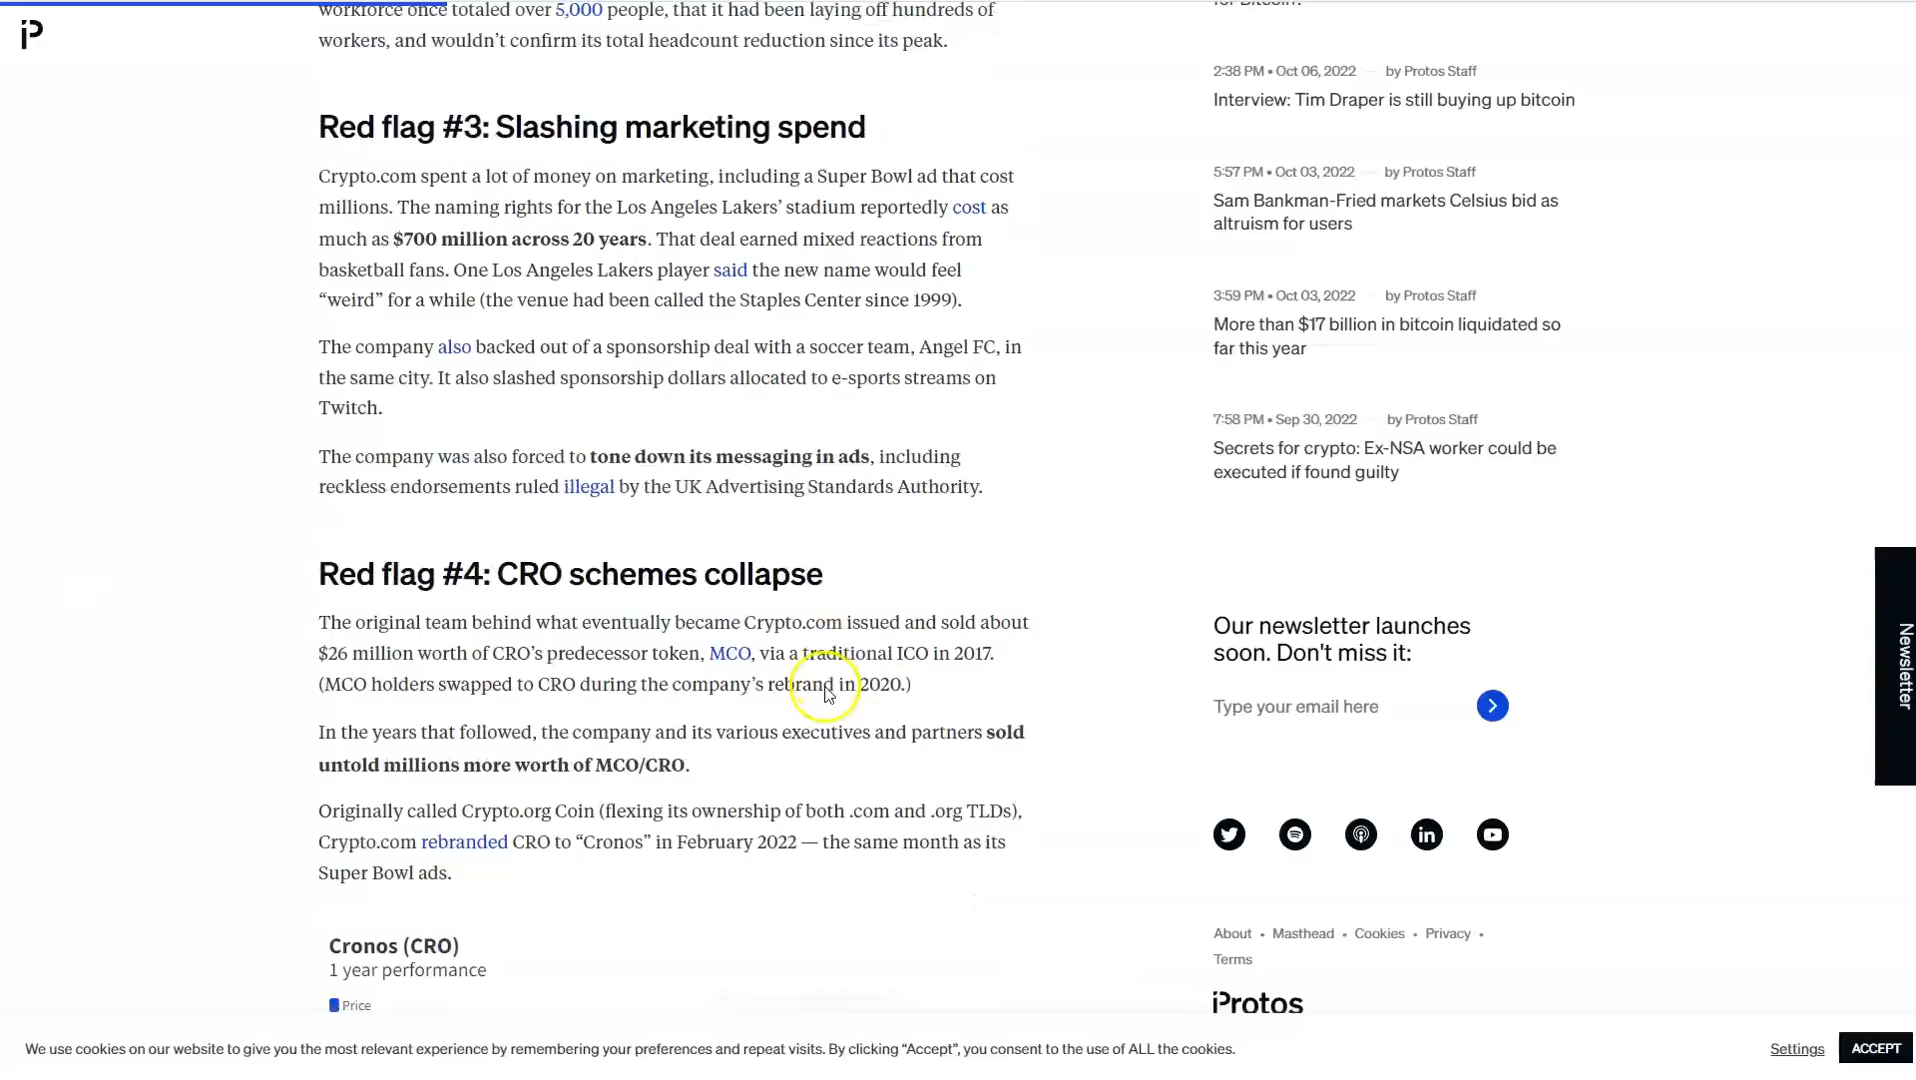 workforce once totaled over 5,000 people, that it had been laying off hundreds of
workers, and wouldn’t confirm its total headcount reduction since its peak.
Red flag #3: Slashing marketing spend
Crypto.com spent a lot of money on marketing, including a Super Bowl ad that cost
millions. The naming rights for the Los Angeles Lakers’ stadium reportedly cost as
much as $700 million across 20 years. That deal earned mixed reactions from
basketball fans. One Los Angeles Lakers player said the new name would feel
“weird” for a while (the venue had been called the Staples Center since 1999).
The company also backed out of a sponsorship deal with a soccer team, Angel FC, in
the same city. It also slashed sponsorship dollars allocated to e-sports streams on
Twitch.
The company was also forced to tone down its messaging in ads, including
reckless endorsements ruled illegal by the UK Advertising Standards Authority.
Red flag #4: CRO schemes collapse
The original team behind what eventually became Crypto.com issued and sold about
$26 million worth of CRO’s predecessor token, MCO, via a traditional ICO in 2017.
(MCO holders swapped to CRO during the company’s rebrand in 2020.)
In the years that followed, the company and its various executives and partners sold
untold millions more worth of MCO/CRO.
Originally called Crypto.org Coin (flexing its ownership of both .com and .org TLDs),
Crypto.com rebranded CRO to “Cronos” in February 2022 — the same month as its
Super Bowl ads.
Cronos (CRO)
1 year performance
Price
for Bitcoin?
2:38 PM • Oct 06, 2022 — by Protos Staff
Interview: Tim Draper is still buying up bitcoin
5:57 PM • Oct 03, 2022 — by Protos Staff
Sam Bankman-Fried markets Celsius bid as
altruism for users
3:59 PM • Oct 03, 2022 — by Protos Staff
More than $17 billion in bitcoin liquidated so
far this year
7:58 PM • Sep 30, 2022 — by Protos Staff
Secrets for crypto: Ex-NSA worker could be
executed if found guilty
Our newsletter launches
soon. Don't miss it:
Type your email here
About • Masthead • Cookies • Privacy •
Terms
Protos
Newsletter
We use cookies on our website to give you the most relevant experience by remembering your preferences and repeat visits. By clicking “Accept”, you consent to the use of ALL the cookies.
Settings
ACCEPT